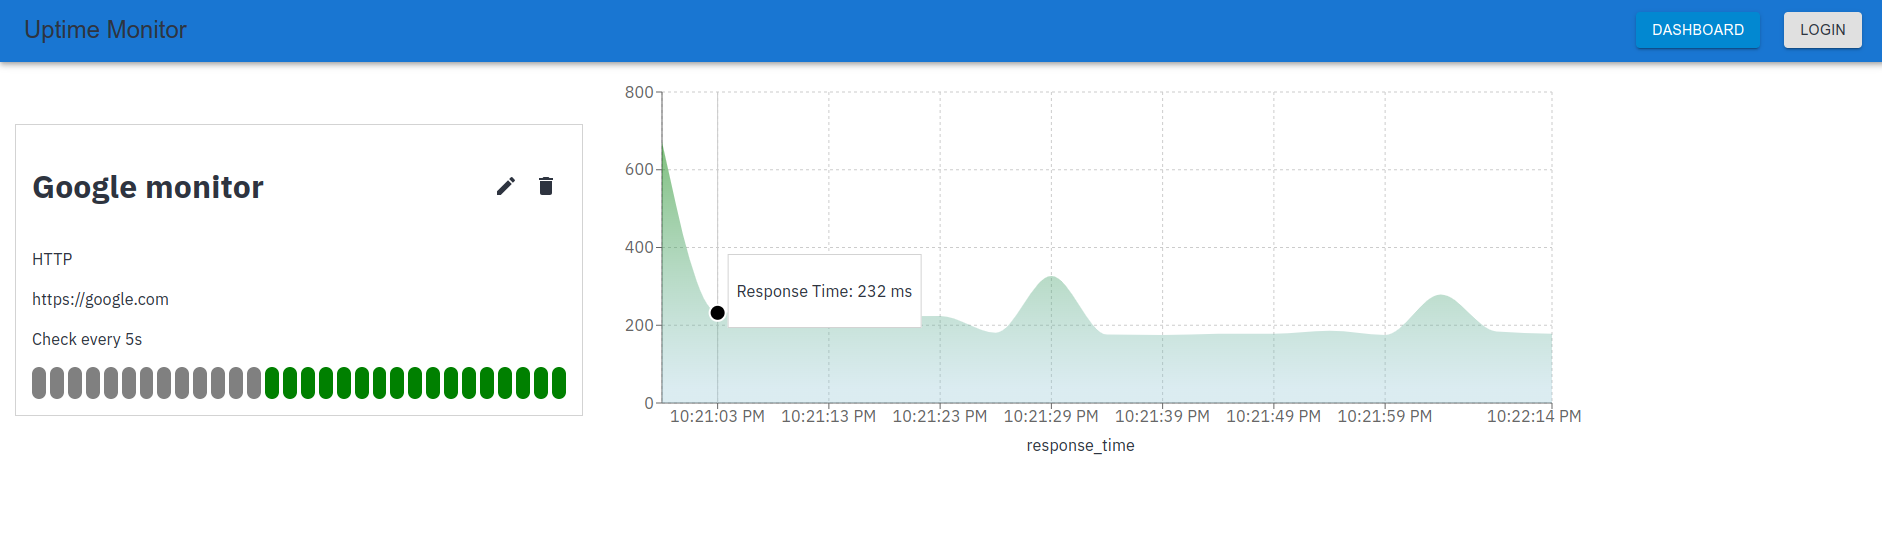 Uptime Monitor
DASHBOARD
LOGIN
Google monitor
HTTP
https://google.com
Check every 5s
800
600
400
200
0
Response Time: 232 ms
10:21:03 PM 10:21:13 PM 10:21:23 PM 10:21:29 PM 10:21:39 PM 10:21:49 PM 10:21:59 PM 10:22:14 PM
response_time